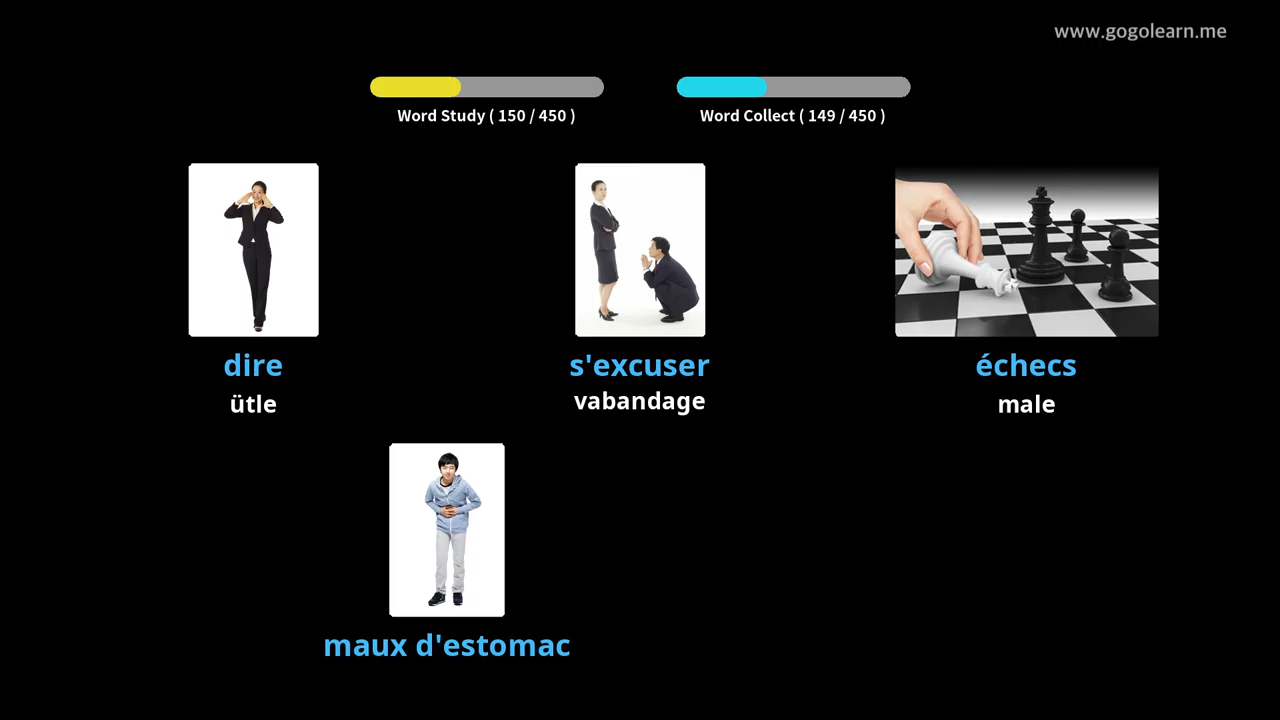 www.gogolearn.me
Word Study ( 150 / 450 )
Word Collect ( 149 / 450 )
dire
ütle
s'excuser
vabandage
échecs
male
maux d'estomac